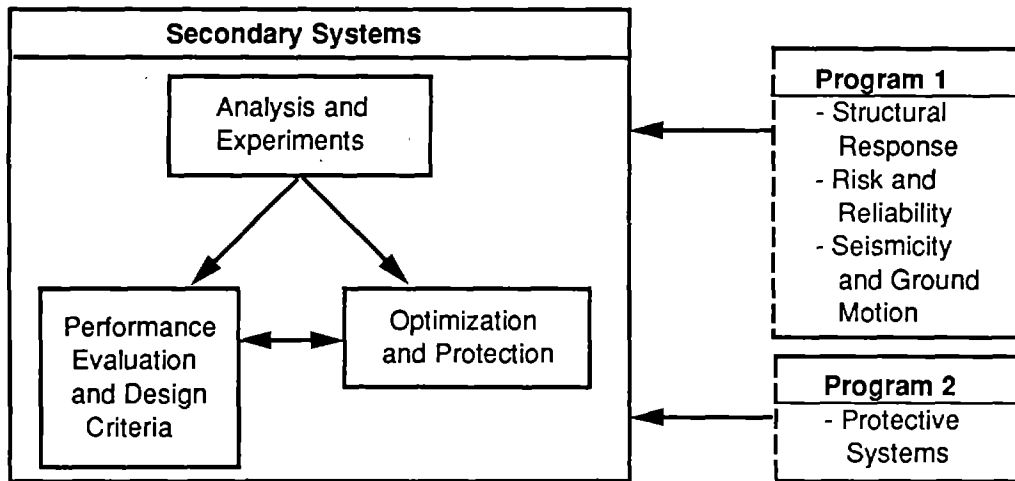 Secondary Systems
Analysis and
Experiments
Performance
Evaluation
and Design
Criteria
Optimization
and Protection
Program 1
- Structural
Response
- Risk and
Reliability
- Seismicity
and Ground
Motion
Program 2
- Protective
Systems